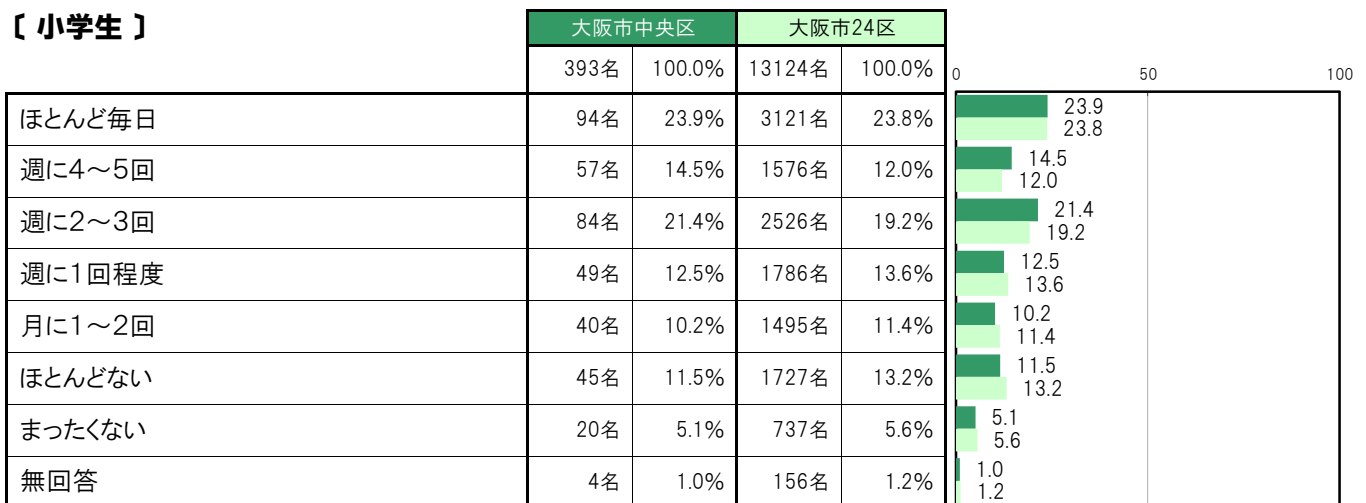 〔 小学生 〕
大阪市中央区 大阪市24区
393名 100.0% 13124名 100.0% 0 50 100
ほとんど毎日 94名 23.9% 3121名 23.8% 23.9
23.8
週に4～5回 57名 14.5% 1576名 12.0% 14.5
12.0
週に2～3回 84名 21.4% 2526名 19.2% 21.4
19.2
週に1回程度 49名 12.5% 1786名 13.6% 12.5
13.6
月に1～2回 40名 10.2% 1495名 11.4% 10.2
11.4
ほとんどない 45名 11.5% 1727名 13.2% 11.5
13.2
まったくない 20名 5.1% 737名 5.6% 5.1
5.6
無回答 4名 1.0% 156名 1.2% 1.0
1.2